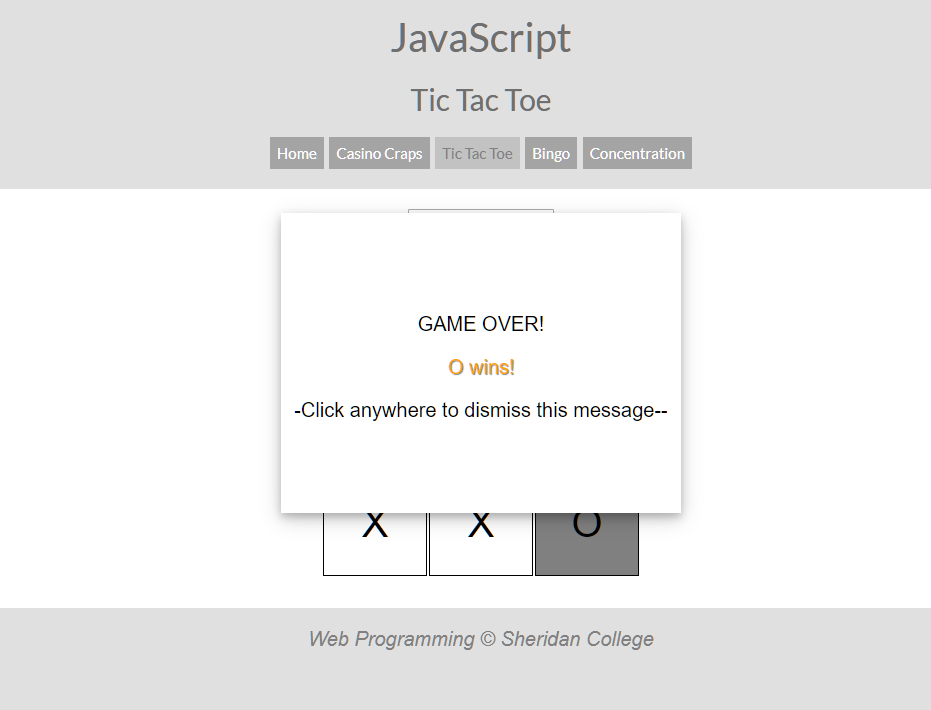 JavaScript
Tic Tac Toe
Home Casino Craps Tic Tac Toe Bingo Concentration
GAME OVER!
O wins!
-Click anywhere to dismiss this message--
X X O
Web Programming © Sheridan College